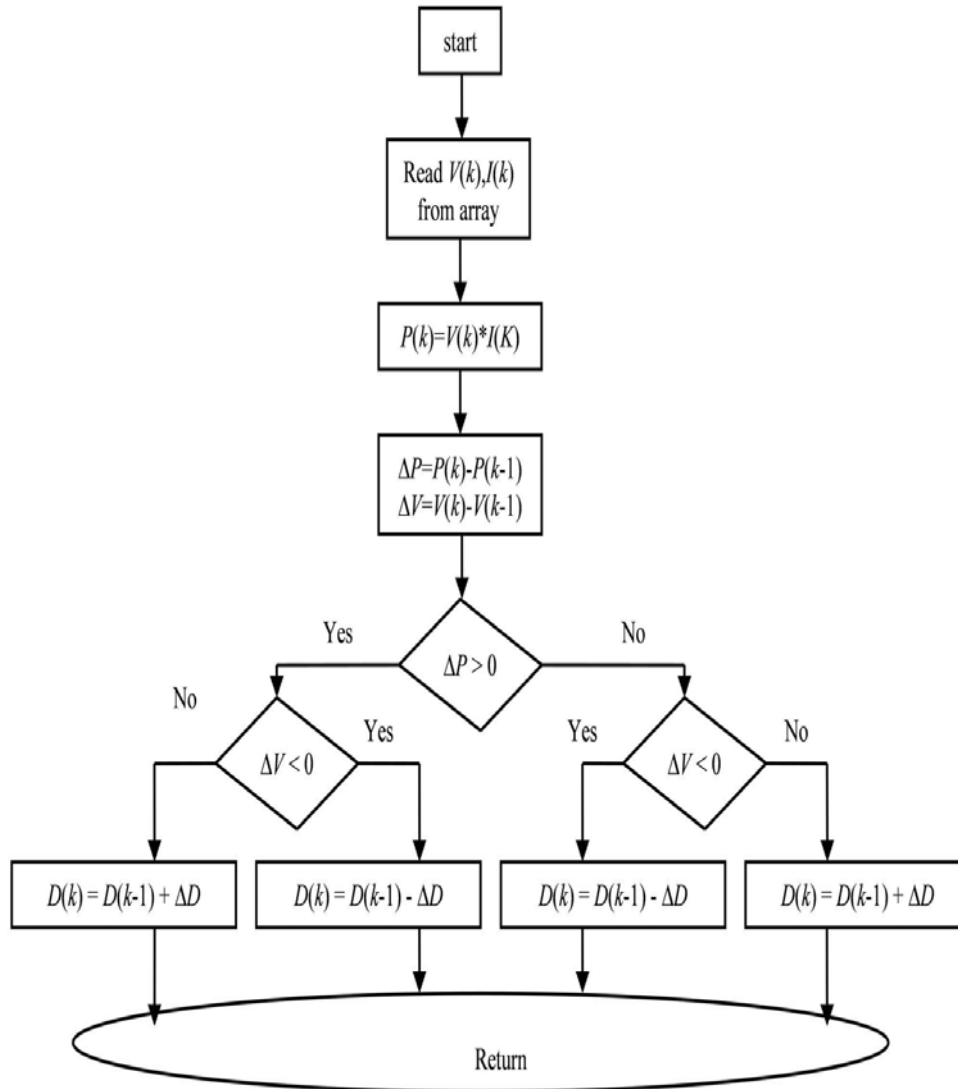 start
Read V(k),I(k)
from array
P(k)=V(k)*I(K)
ΔP=P(k)-P(k-1)
ΔV=V(k)-V(k-1)
Yes
No
ΔP > 0
No
Yes
Yes
No
ΔV < 0
ΔV < 0
D(k) = D(k-1) + ΔD
D(k) = D(k-1) - ΔD
D(k) = D(k-1) - ΔD
D(k) = D(k-1) + ΔD
Return